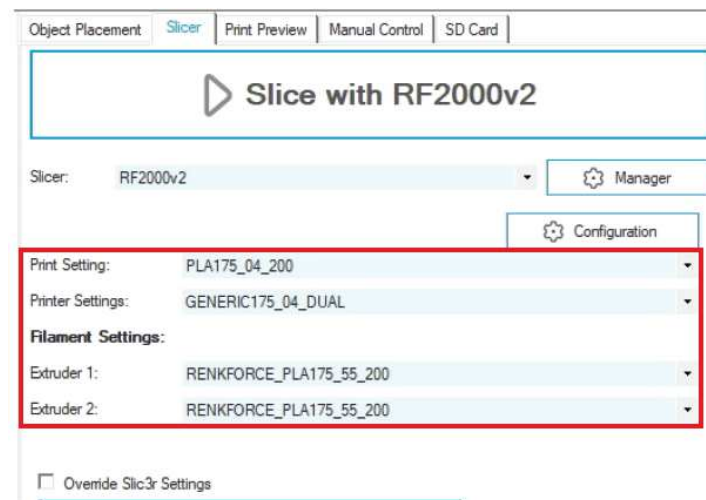 Object Placement Slicer Print Preview Manual Control SD Card
Slice with RF2000v2
Slicer: RF2000v2 Manager
Configuration
Print Setting: PLA175_04_200
Printer Settings: GENERIC175_04_DUAL
Filament Settings:
Extruder 1: RENKFORCE_PLA175_55_200
Extruder 2: RENKFORCE_PLA175_55_200
Override Slic3r Settings